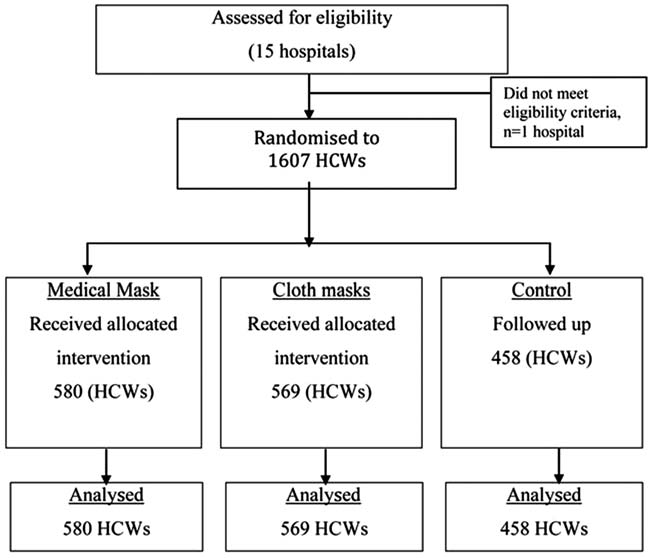 Assessed for eligibility
(15 hospitals)
Did not meet
eligibility criteria,
n=1 hospital
Randomised to
1607 HCWs
Medical Mask
Received allocated
intervention
580 (HCWs)
Cloth masks
Received allocated
intervention
569 (HCWs)
Control
Followed up
458 (HCWs)
Analysed
580 HCWs
Analysed
569 HCWs
Analysed
458 HCWs